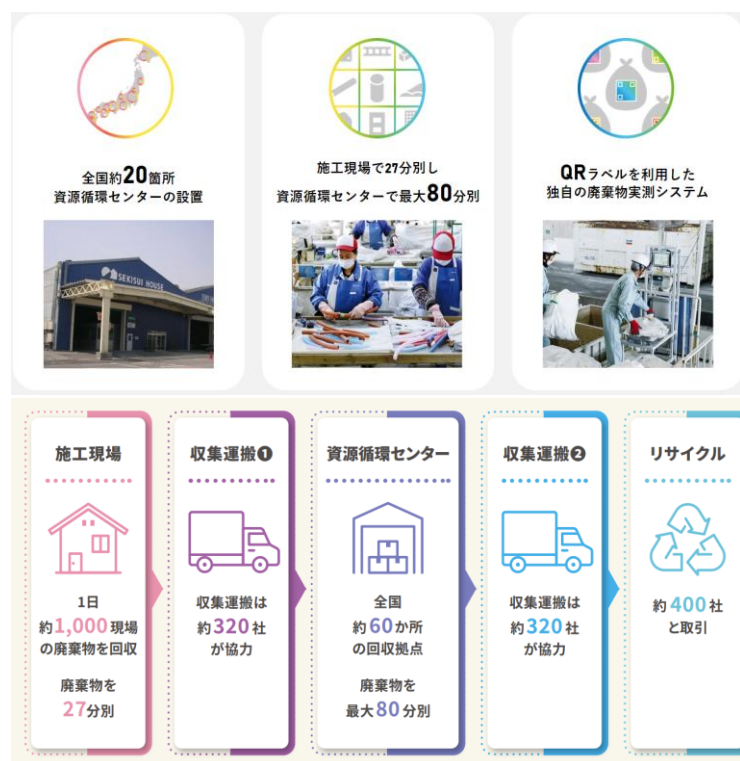 全国約20箇所
資源循環センターの設置
施工現場で27分別し
資源循環センターで最大80分別
QRラベルを利用した
独自の廃棄物実測システム
SEKISUI HOUSE
施工現場
1日
約1,000現場
の廃棄物を回収
廃棄物を
27分別
収集運搬❶
収集運搬は
約320社
が協力
資源循環センター
全国
約60か所
の回収拠点
廃棄物を
最大80分別
収集運搬❷
収集運搬は
約320社
が協力
リサイクル
約400社
と取引